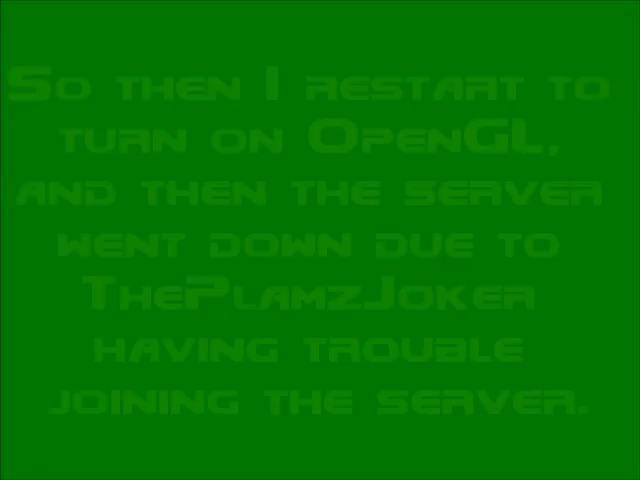 So then I restart to
turn on OpenGL,
and then the server
went down due to
ThePlamzJoker
having trouble
joining the server.